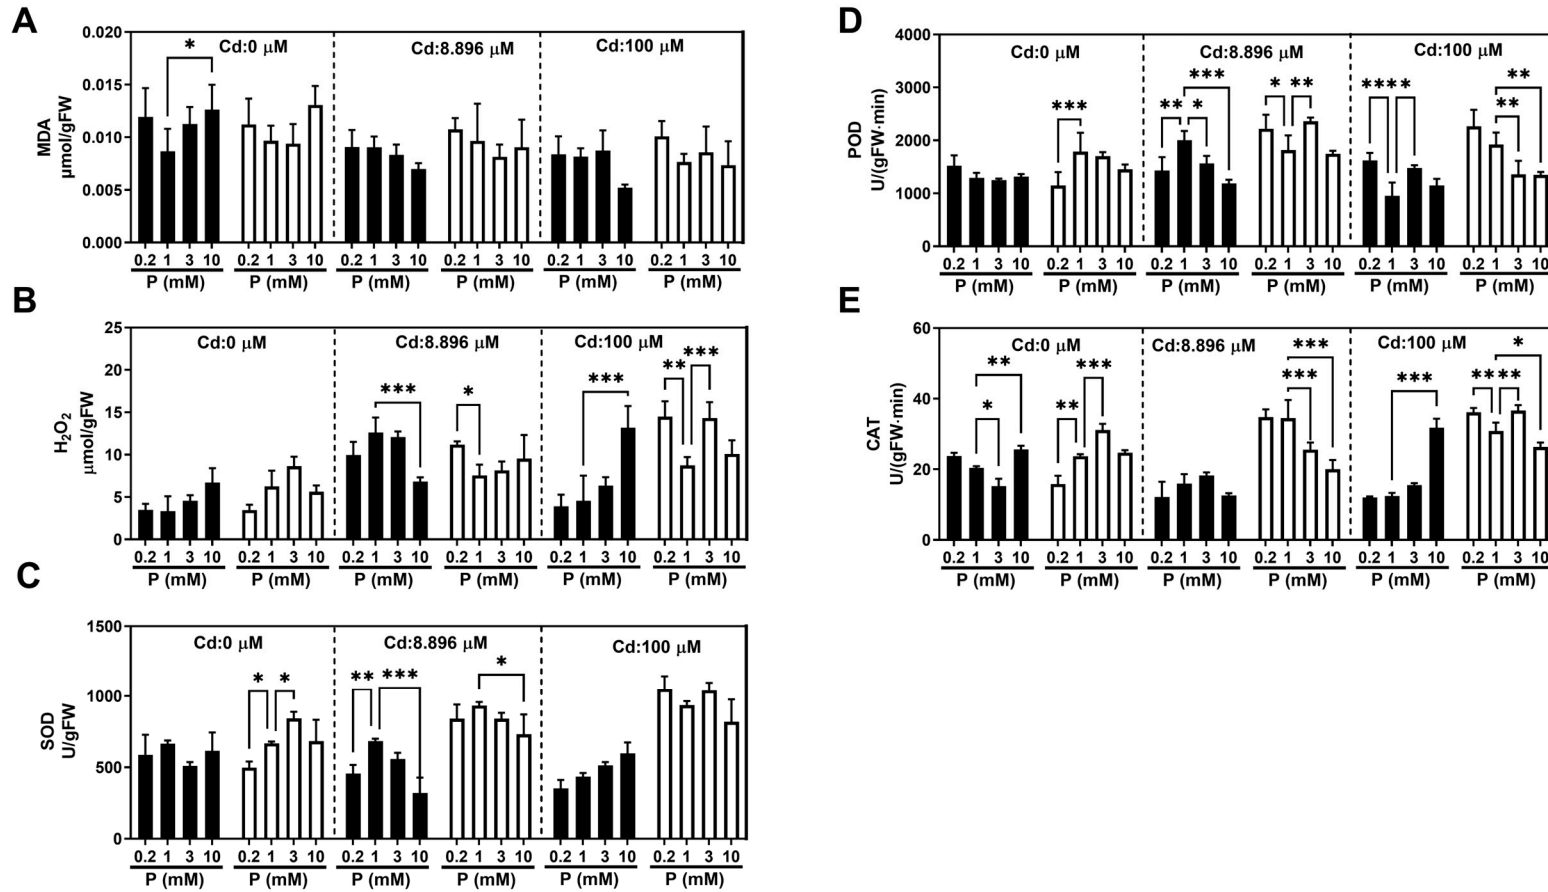 A
MDA
μmol/gFW
0.020
0.015
0.010
0.005
0.000
Cd:0 μM
Cd:8.896 μM
Cd:100 μM
*
0.2 1 3 10 0.2 1 3 10 0.2 1 3 10 0.2 1 3 10 0.2 1 3 10 0.2 1 3 10
P (mM) P (mM) P (mM) P (mM) P (mM) P (mM)
B
H₂O₂
μmol/gFW
25
20
15
10
5
0
Cd:0 μM
Cd:8.896 μM
Cd:100 μM
*** * *** ** ***
0.2 1 3 10 0.2 1 3 10 0.2 1 3 10 0.2 1 3 10 0.2 1 3 10 0.2 1 3 10
P (mM) P (mM) P (mM) P (mM) P (mM) P (mM)
C
SOD
U/gFW
1500
1000
500
0
Cd:0 μM
Cd:8.896 μM
Cd:100 μM
* * ** *** *
0.2 1 3 10 0.2 1 3 10 0.2 1 3 10 0.2 1 3 10 0.2 1 3 10 0.2 1 3 10
P (mM) P (mM) P (mM) P (mM) P (mM) P (mM)
D
POD
U/(gFW·min)
4000
3000
2000
1000
0
Cd:0 μM
Cd:8.896 μM
Cd:100 μM
*** ** *** * * ** ** ** ** **
0.2 1 3 10 0.2 1 3 10 0.2 1 3 10 0.2 1 3 10 0.2 1 3 10 0.2 1 3 10
P (mM) P (mM) P (mM) P (mM) P (mM) P (mM)
E
CAT
U/(gFW·min)
60
40
20
0
Cd:0 μM
Cd:8.896 μM
Cd:100 μM
** * ** *** *** *** *** ** ** *
0.2 1 3 10 0.2 1 3 10 0.2 1 3 10 0.2 1 3 10 0.2 1 3 10 0.2 1 3 10
P (mM) P (mM) P (mM) P (mM) P (mM) P (mM)